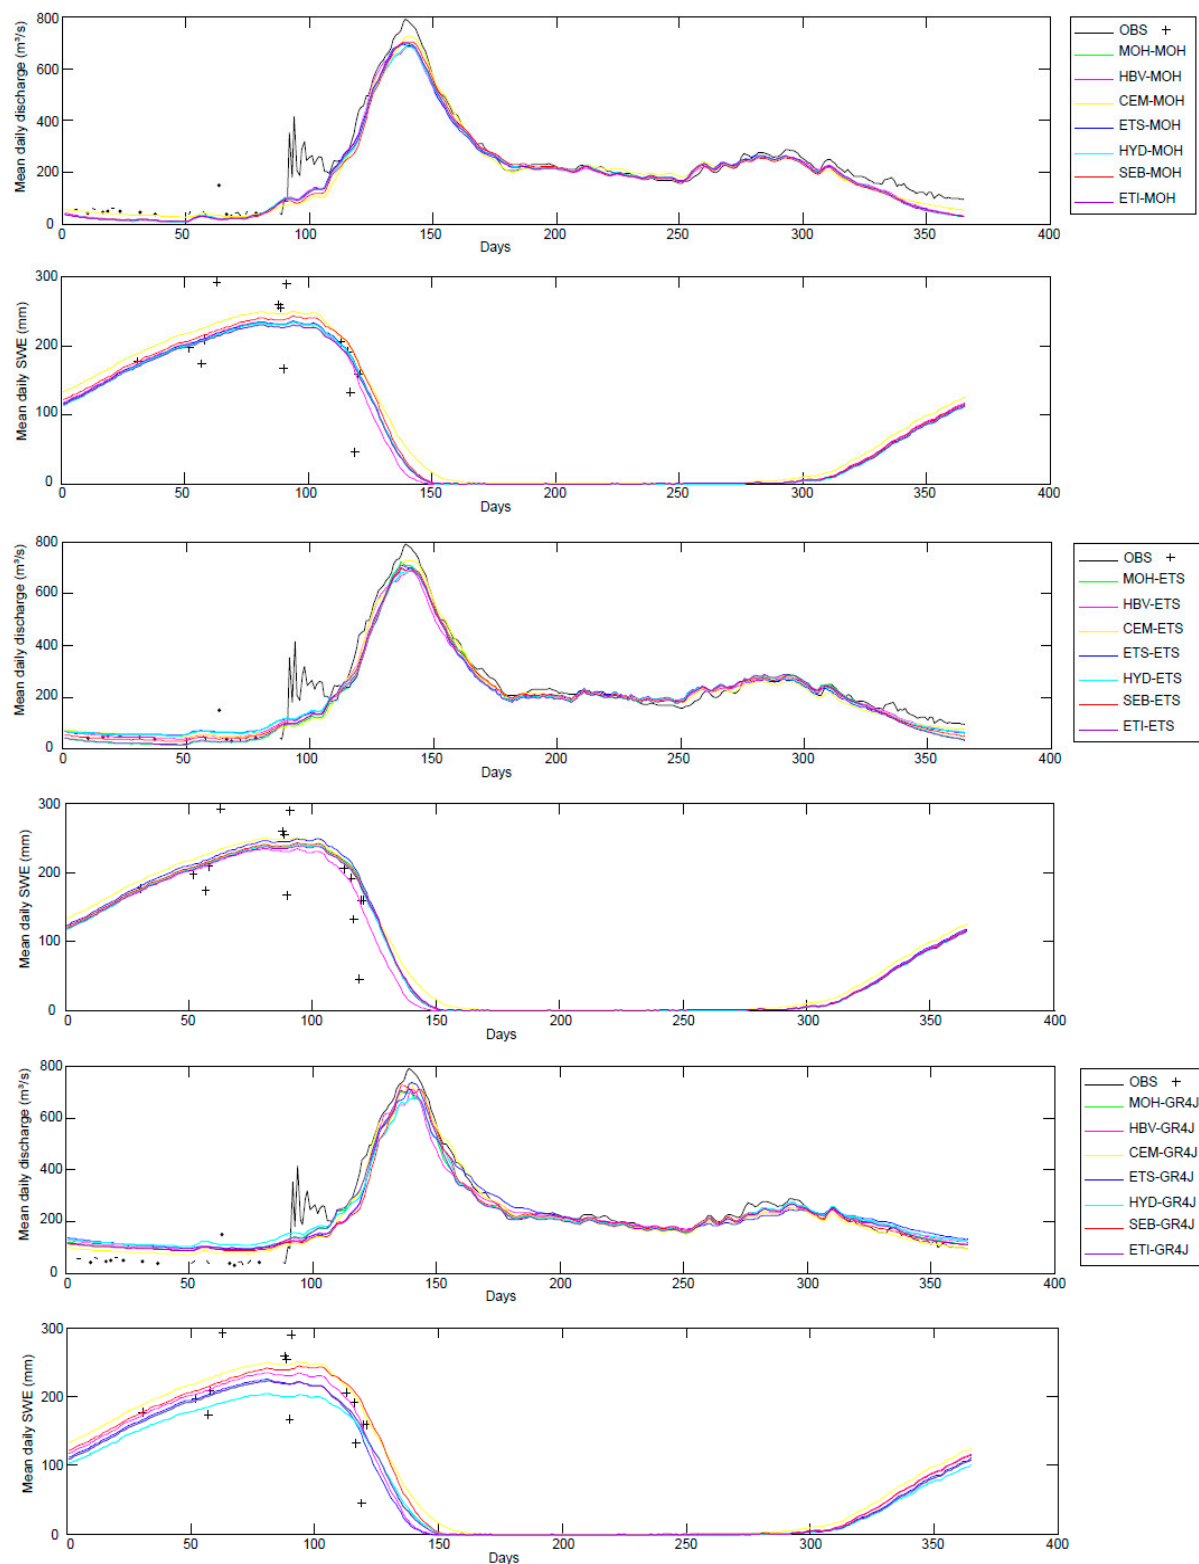 Mean daily discharge (m³/s)
800
600
400
200
0
0 50 100 150 200 250 300 350 400
Days
OBS +
MOH-MOH
HBV-MOH
CEM-MOH
ETS-MOH
HYD-MOH
SEB-MOH
ETI-MOH
Mean daily SWE (mm)
300
200
100
0
0 50 100 150 200 250 300 350 400
Days
Mean daily discharge (m³/s)
800
600
400
200
0
0 50 100 150 200 250 300 350 400
Days
OBS +
MOH-ETS
HBV-ETS
CEM-ETS
ETS-ETS
HYD-ETS
SEB-ETS
ETI-ETS
Mean daily SWE (mm)
300
200
100
0
0 50 100 150 200 250 300 350 400
Days
Mean daily discharge (m³/s)
800
600
400
200
0
0 50 100 150 200 250 300 350 400
Days
OBS +
MOH-GR4J
HBV-GR4J
CEM-GR4J
ETS-GR4J
HYD-GR4J
SEB-GR4J
ETI-GR4J
Mean daily SWE (mm)
300
200
100
0
0 50 100 150 200 250 300 350 400
Days